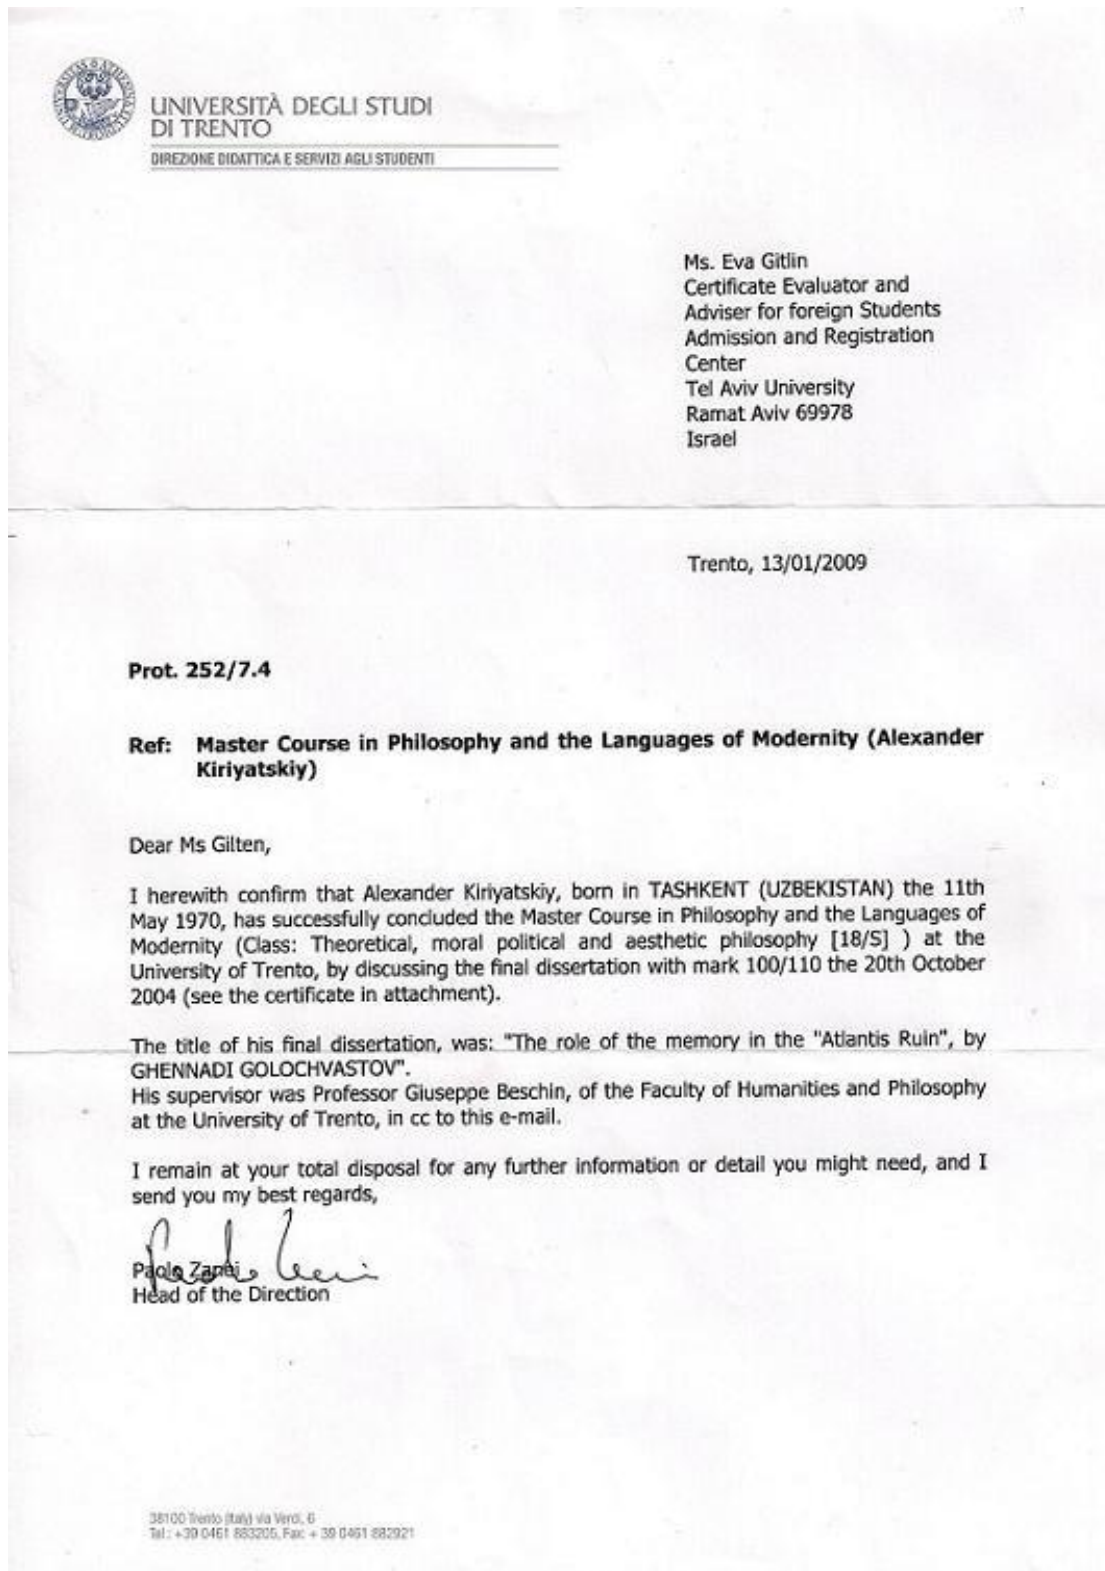 UNIVERSITÀ DEGLI STUDI
DI TRENTO
DIREZIONE DIDATTICA E SERVIZI AGLI STUDENTI
Ms. Eva Gitlin
Certificate Evaluator and
Adviser for foreign Students
Admission and Registration
Center
Tel Aviv University
Ramat Aviv 69978
Israel
Trento, 13/01/2009
Prot. 252/7.4
Ref: Master Course in Philosophy and the Languages of Modernity (Alexander
Kiriyatskiy)
Dear Ms Gilten,
I herewith confirm that Alexander Kiriyatskiy, born in TASHKENT (UZBEKISTAN) the 11th
May 1970, has successfully concluded the Master Course in Philosophy and the Languages of
Modernity (Class: Theoretical, moral political and aesthetic philosophy [18/S] ) at the
University of Trento, by discussing the final dissertation with mark 100/110 the 20th October
2004 (see the certificate in attachment).
The title of his final dissertation, was: "The role of the memory in the "Atlantis Ruin", by
GHENNADI GOLOCHVASTOV".
His supervisor was Professor Giuseppe Beschin, of the Faculty of Humanities and Philosophy
at the University of Trento, in cc to this e-mail.
I remain at your total disposal for any further information or detail you might need, and I
send you my best regards,
Paolo Zanei
Head of the Direction
38100 Trento (Italy) via Verdi, 6
Tel.: +39 0461 883205, Fax: + 39 0461 882921